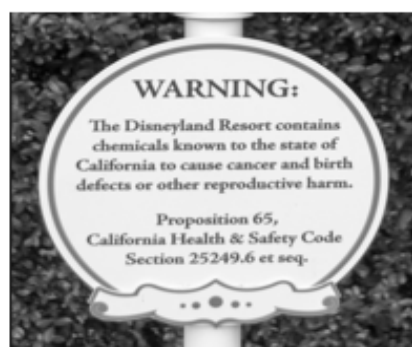 WARNING:
The Disneyland Resort contains
chemicals known to the state of
California to cause cancer and birth
defects or other reproductive harm.
Proposition 65,
California Health & Safety Code
Section 25249.6 et seq.